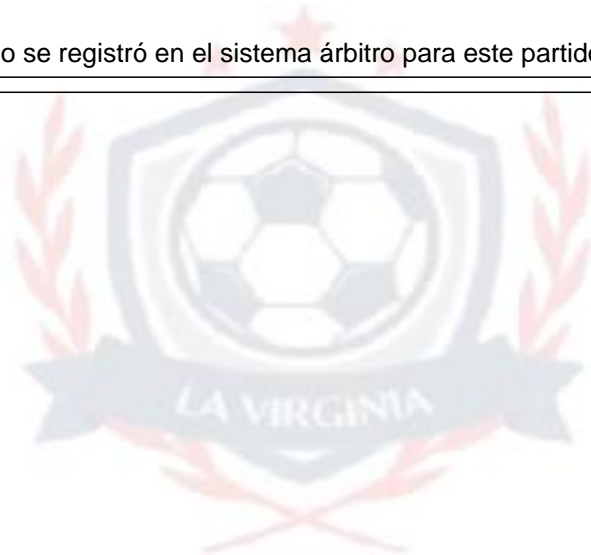 o se registró en el sistema árbitro para este partido
LA VIRGINIA